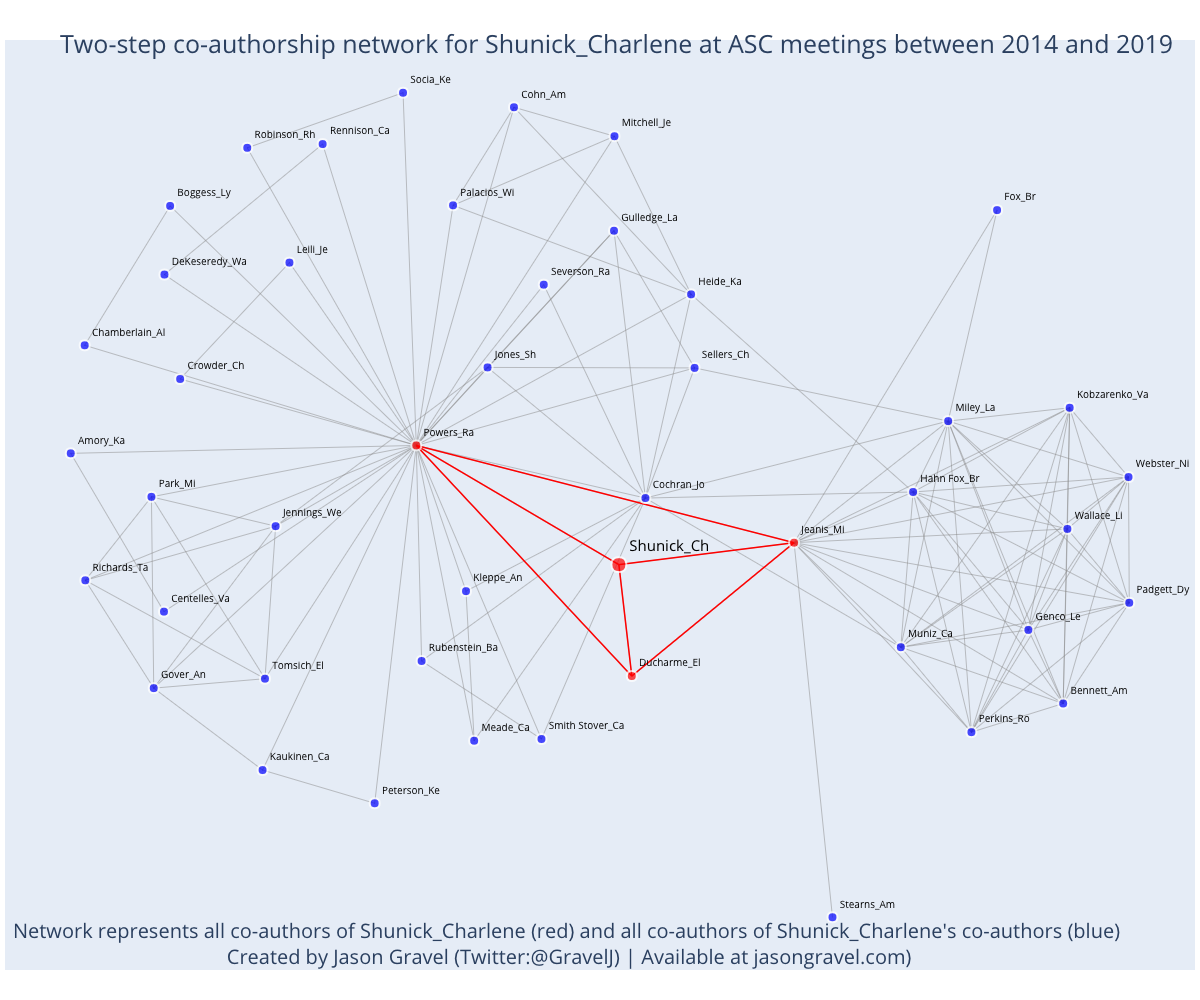 Two-step co-authorship network for Shunick_Charlene at ASC meetings between 2014 and 2019
Socia_Ke
Cohn_Am
Mitchell_Je
Robinson_Rh
Rennison_Ca
Boggess_Ly
Palacios_Wi
Fox_Br
Gulledge_La
Leili_Je
DeKeseredy_Wa
Severson_Ra
Heide_Ka
Chamberlain_Al
Jones_Sh
Sellers_Ch
Crowder_Ch
Kobzarenko_Va
Miley_La
Powers_Ra
Amory_Ka
Webster_Ni
Hahn Fox_Br
Park_Mi
Cochran_Jo
Jennings_We
Wallace_Li
Jeanis_Mi
Shunick_Ch
Richards_Ta
Kleppe_An
Padgett_Dy
Centelles_Va
Genco_Le
Muniz_Ca
Rubenstein_Ba
Ducharme_El
Tomsich_El
Gover_An
Bennett_Am
Perkins_Ro
Meade_Ca
Smith Stover_Ca
Kaukinen_Ca
Peterson_Ke
Stearns_Am
Network represents all co-authors of Shunick_Charlene (red) and all co-authors of Shunick_Charlene's co-authors (blue)
Created by Jason Gravel (Twitter:@GravelJ) | Available at jasongravel.com)